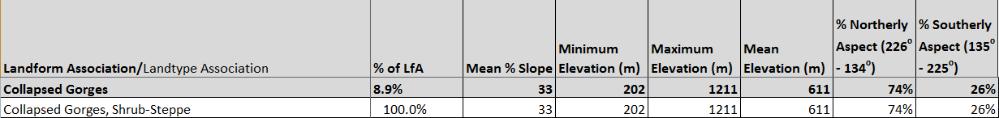 Landform Association/Landtype Association % of LfA Mean % Slope Minimum Elevation (m) Maximum Elevation (m) Mean Elevation (m) % Northerly Aspect (226° - 134°) % Southerly Aspect (135° - 225°)
Collapsed Gorges 8.9% 33 202 1211 611 74% 26%
Collapsed Gorges, Shrub-Steppe 100.0% 33 202 1211 611 74% 26%